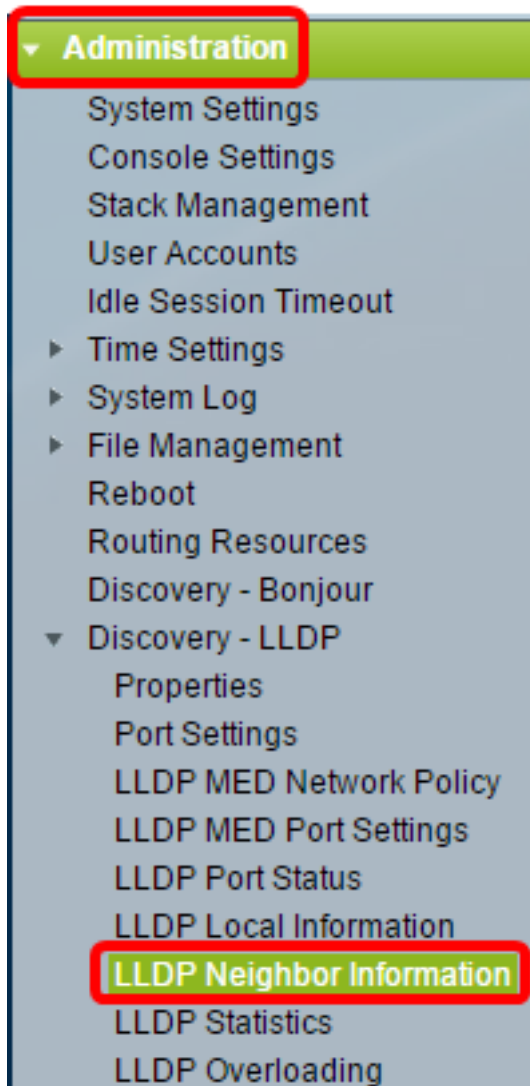 Administration
System Settings
Console Settings
Stack Management
User Accounts
Idle Session Timeout
Time Settings
System Log
File Management
Reboot
Routing Resources
Discovery - Bonjour
Discovery - LLDP
Properties
Port Settings
LLDP MED Network Policy
LLDP MED Port Settings
LLDP Port Status
LLDP Local Information
LLDP Neighbor Information
LLDP Statistics
LLDP Overloading